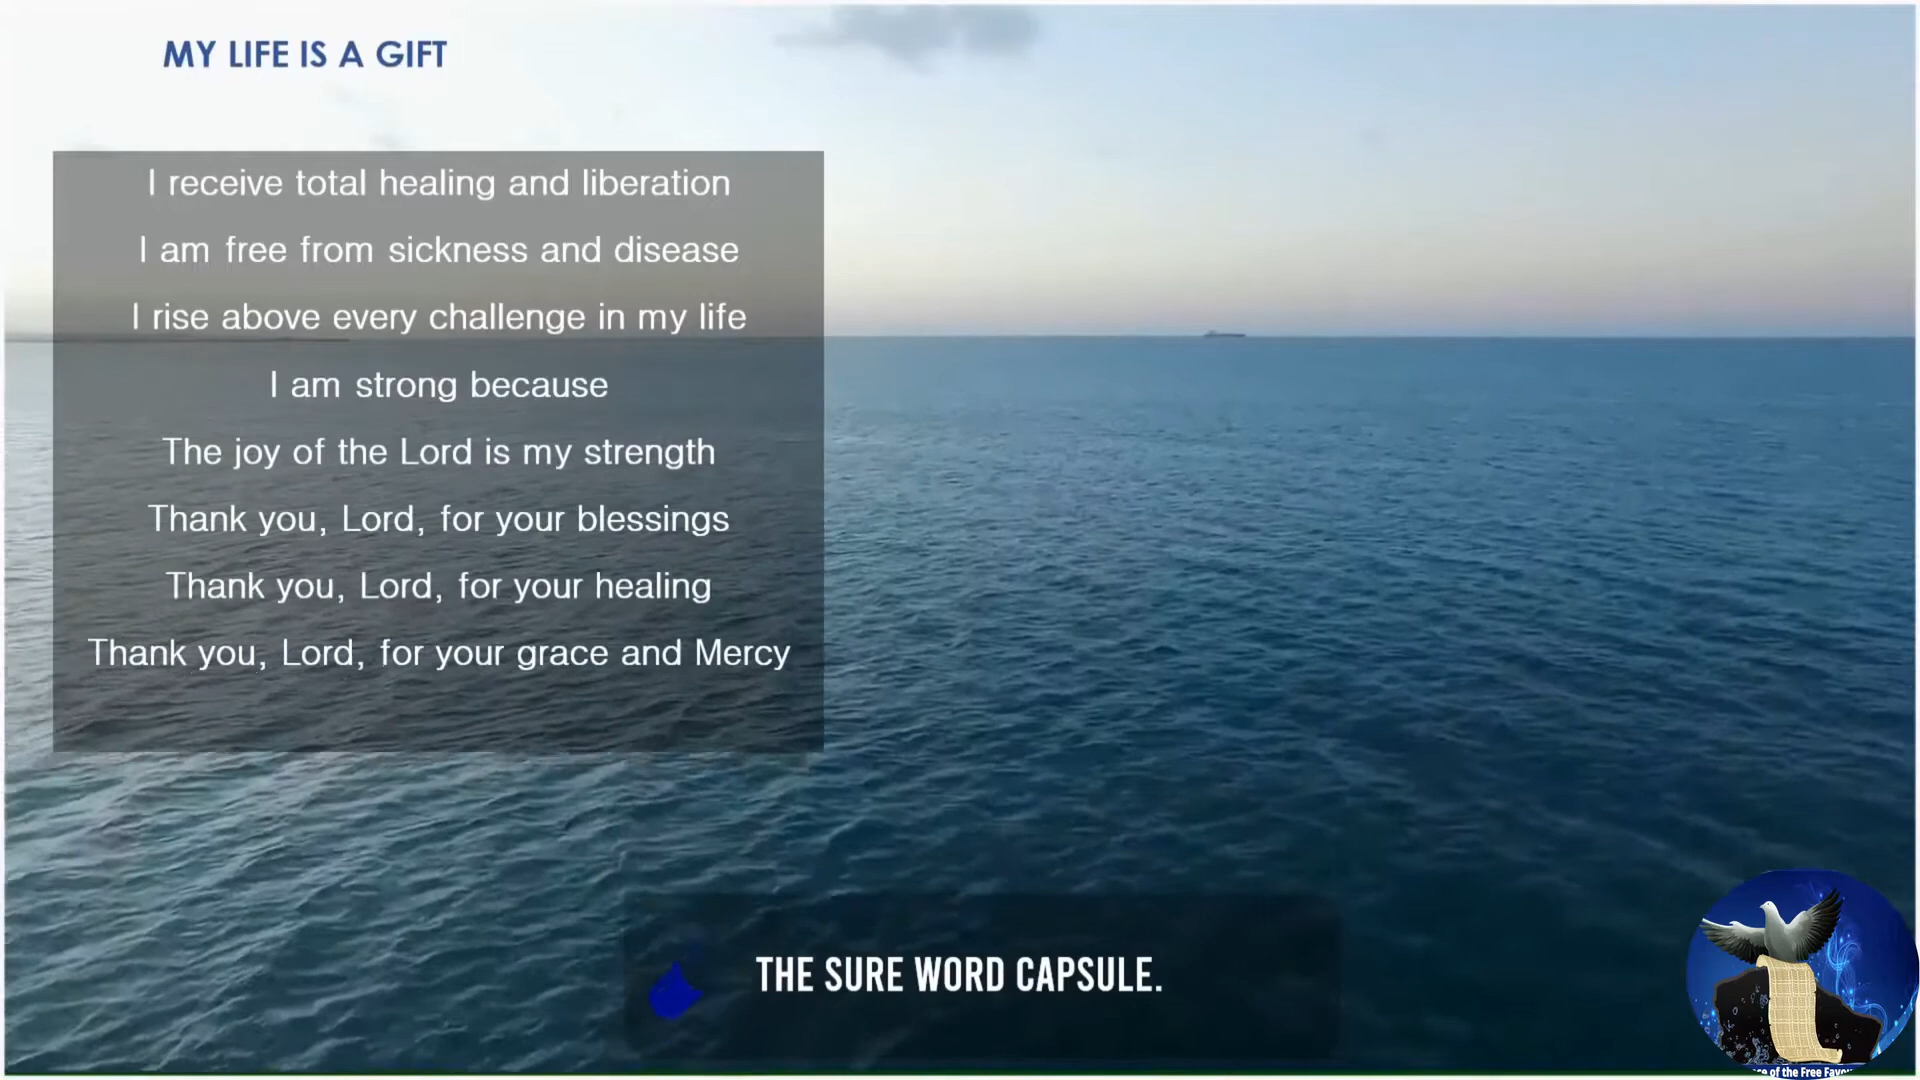 MY LIFE IS A GIFT
I receive total healing and liberation
I am free from sickness and disease
I rise above every challenge in my life
I am strong because
The joy of the Lord is my strength
Thank you, Lord, for your blessings
Thank you, Lord, for your healing
Thank you, Lord, for your grace and Mercy
THE SURE WORD CAPSULE.
of the Free